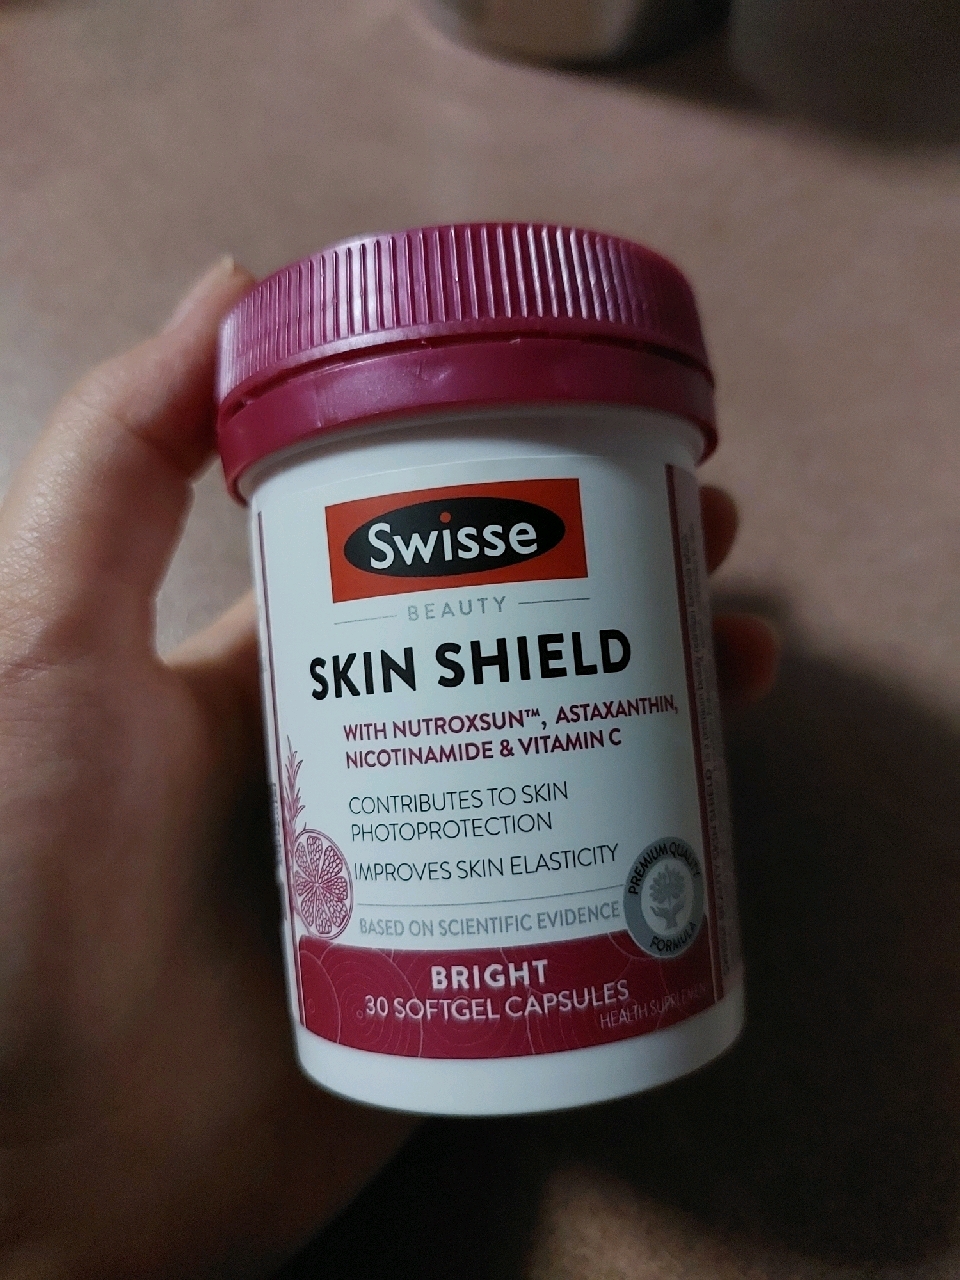 Swisse
BEAUTY
SKIN SHIELD
WITH NUTROXSUN™, ASTAXANTHIN,
NICOTINAMIDE & VITAMIN C
CONTRIBUTES TO SKIN
PHOTOPROTECTION
IMPROVES SKIN ELASTICITY
BASED ON SCIENTIFIC EVIDENCE
PREMIUM QUALITY
FORMULA
BRIGHT
30 SOFTGEL CAPSULES
HEALTH SUPPLEMENT